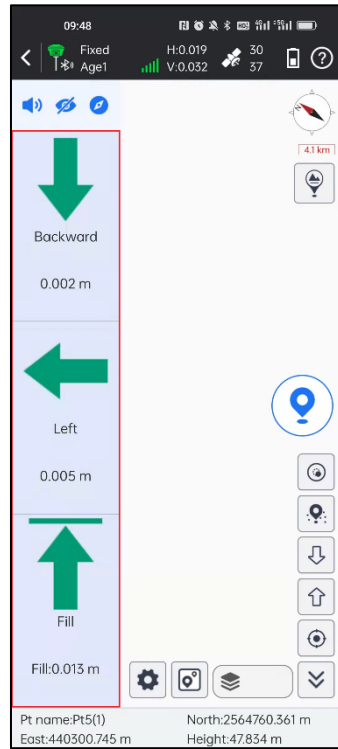 09:48
Fixed
Age1
H:0.019
V:0.032
30
37
4.1 km
Backward
0.002 m
Left
0.005 m
Fill
Fill:0.013 m
Pt name:Pt5(1)
North:2564760.361 m
East:440300.745 m
Height:47.834 m